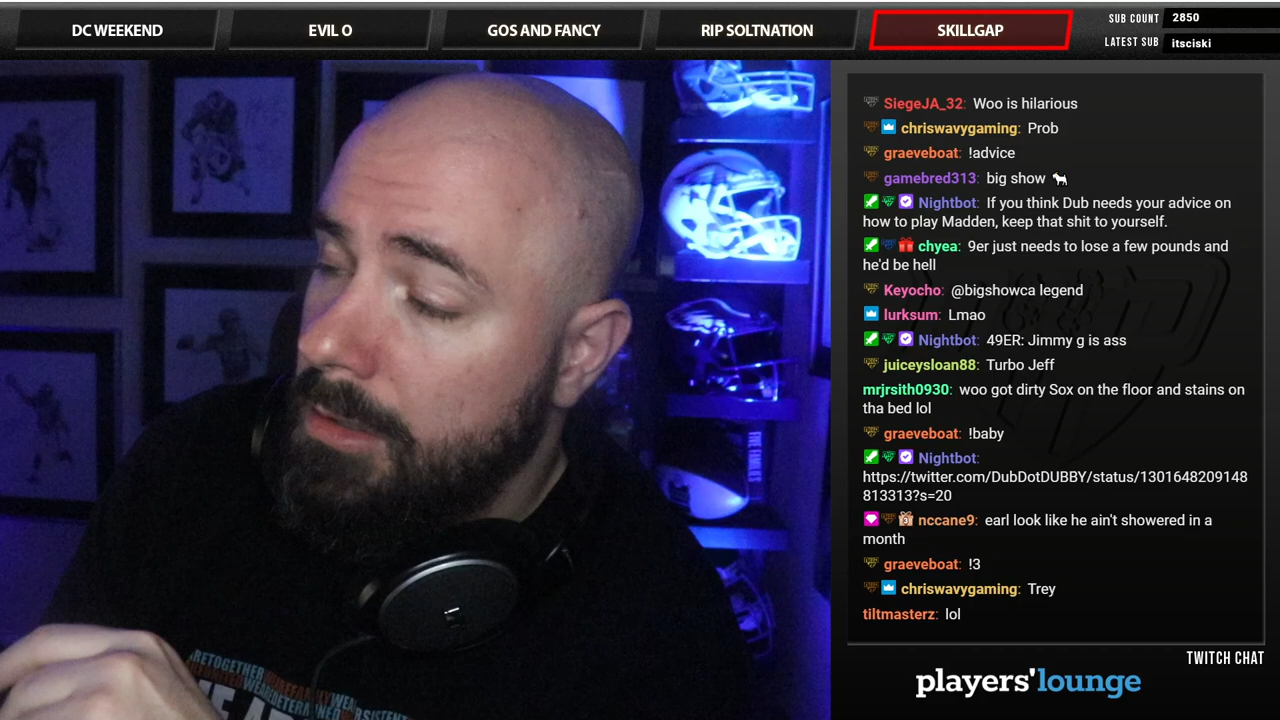 DC WEEKEND
EVIL O
GOS AND FANCY
RIP SOLTNATION
SKILLGAP
SUB COUNT 2850
LATEST SUB itsciski
SiegeJA_32: Woo is hilarious
chriswavygaming: Prob
graeveboat: !advice
gamebred313: big show
Nightbot: If you think Dub needs your advice on
how to play Madden, keep that shit to yourself.
chyea: 9er just needs to lose a few pounds and
he'd be hell
Keyocho: @bigshowca legend
lurksum: Lmao
Nightbot: 49ER: Jimmy g is ass
juiceysloan88: Turbo Jeff
mrjrsith0930: woo got dirty Sox on the floor and stains on
tha bed lol
graeveboat: !baby
Nightbot:
https://twitter.com/DubDotDUBBY/status/1301648209148
813313?s=20
nccane9: earl look like he ain't showered in a
month
graeveboat: !3
chriswavygaming: Trey
tiltmasterz: lol
TWITCH CHAT
players'lounge
FIVE FAMILIES